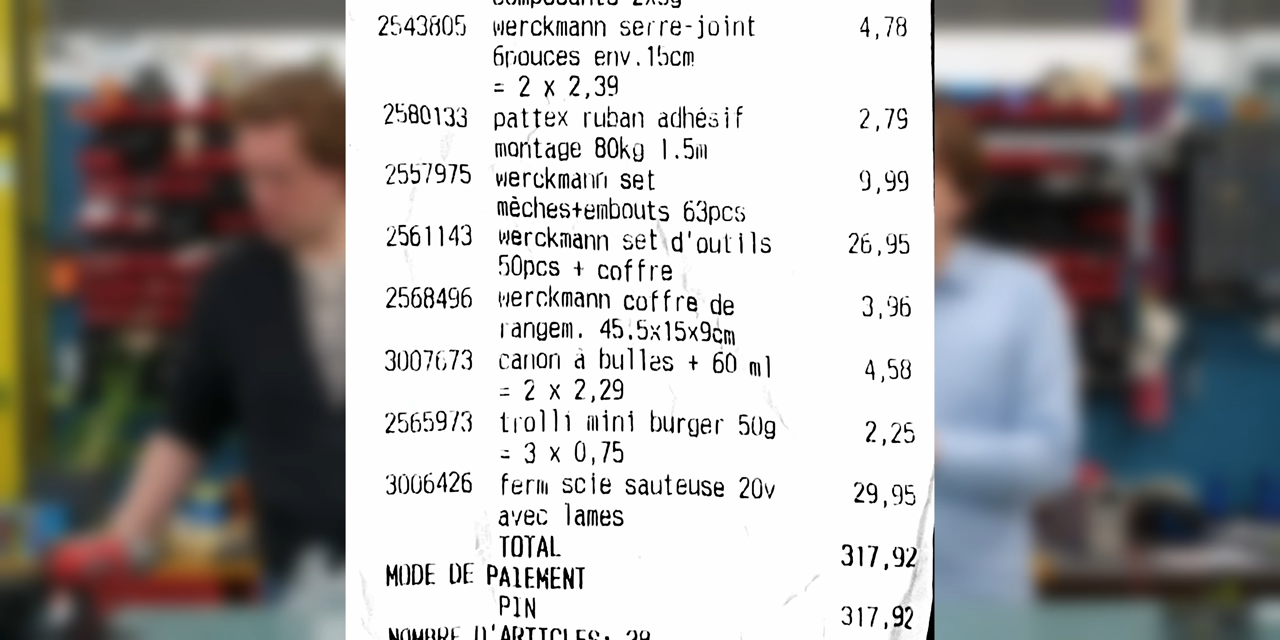 composants 2x5g
2543805 werckmann serre-joint 4,78
6pouces env.15cm
= 2 x 2,39
2580133 pattex ruban adhésif 2,79
montage 80kg 1.5m
2557975 werckmann set 9,99
mèches+embouts 63pcs
2561143 werckmann set d'outils 26,95
50pcs + coffre
2568496 werckmann coffre de 3,96
rangem. 45.5x15x9cm
3007673 canon à bulles + 60 ml 4,58
= 2 x 2,29
2565973 trolli mini burger 50g 2,25
= 3 x 0,75
3006426 ferm scie sauteuse 20v 29,95
avec lames
TOTAL 317,92
MODE DE PAIEMENT
PIN 317,92
NOMBRE D'ARTICLES: